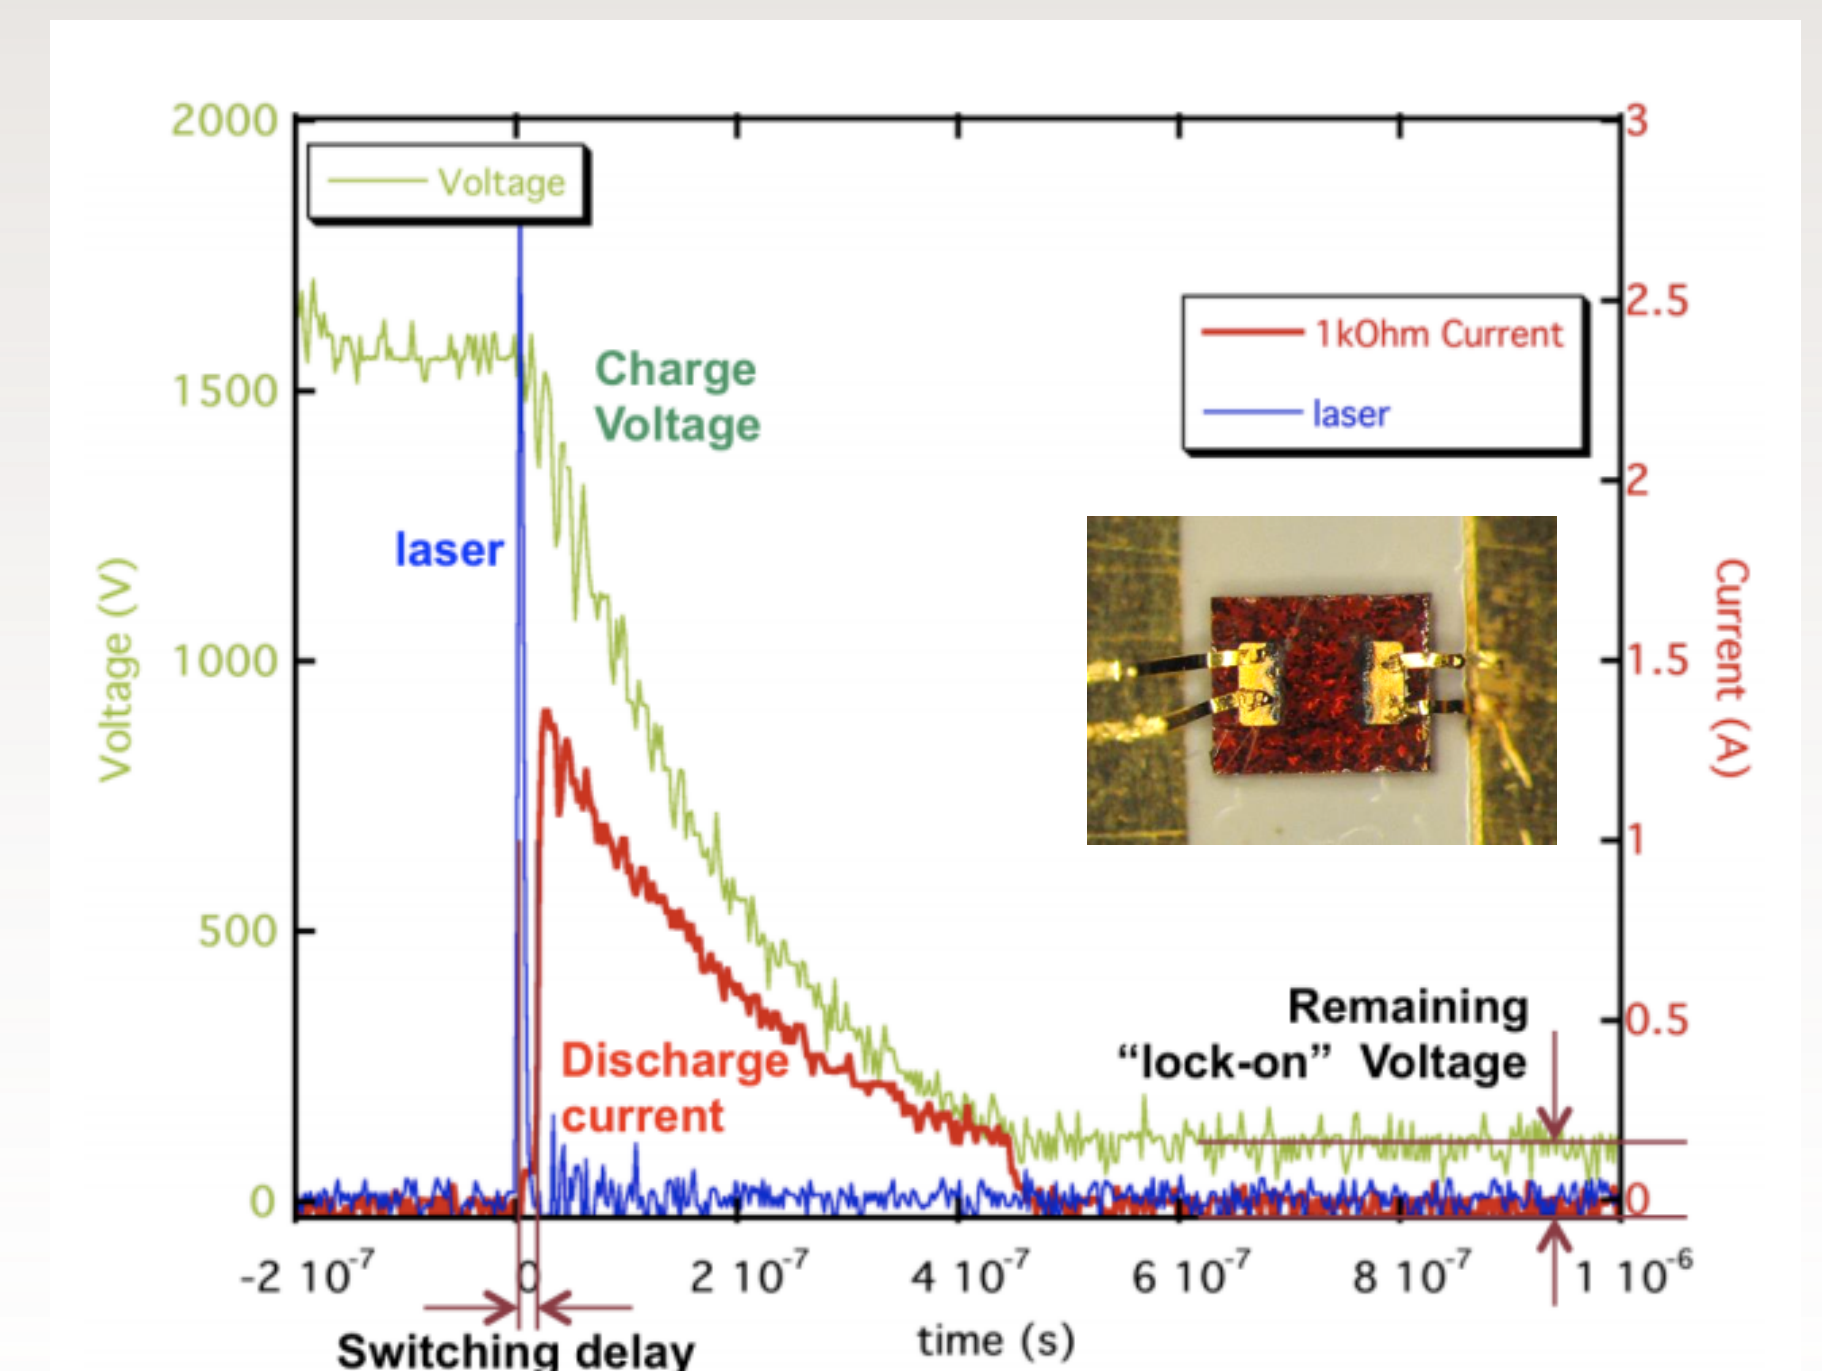 2000
3
Voltage
2.5
1kOhm Current
Charge
Voltage
1500
laser
2
laser
Voltage (V)
Current (A)
1000
1.5
1
500
Remaining
"lock-on" Voltage
0.5
Discharge
current
0
0
-2 10⁻⁷
0
2 10⁻⁷
4 10⁻⁷
6 10⁻⁷
8 10⁻⁷
1 10⁻⁶
Switching delay
time (s)